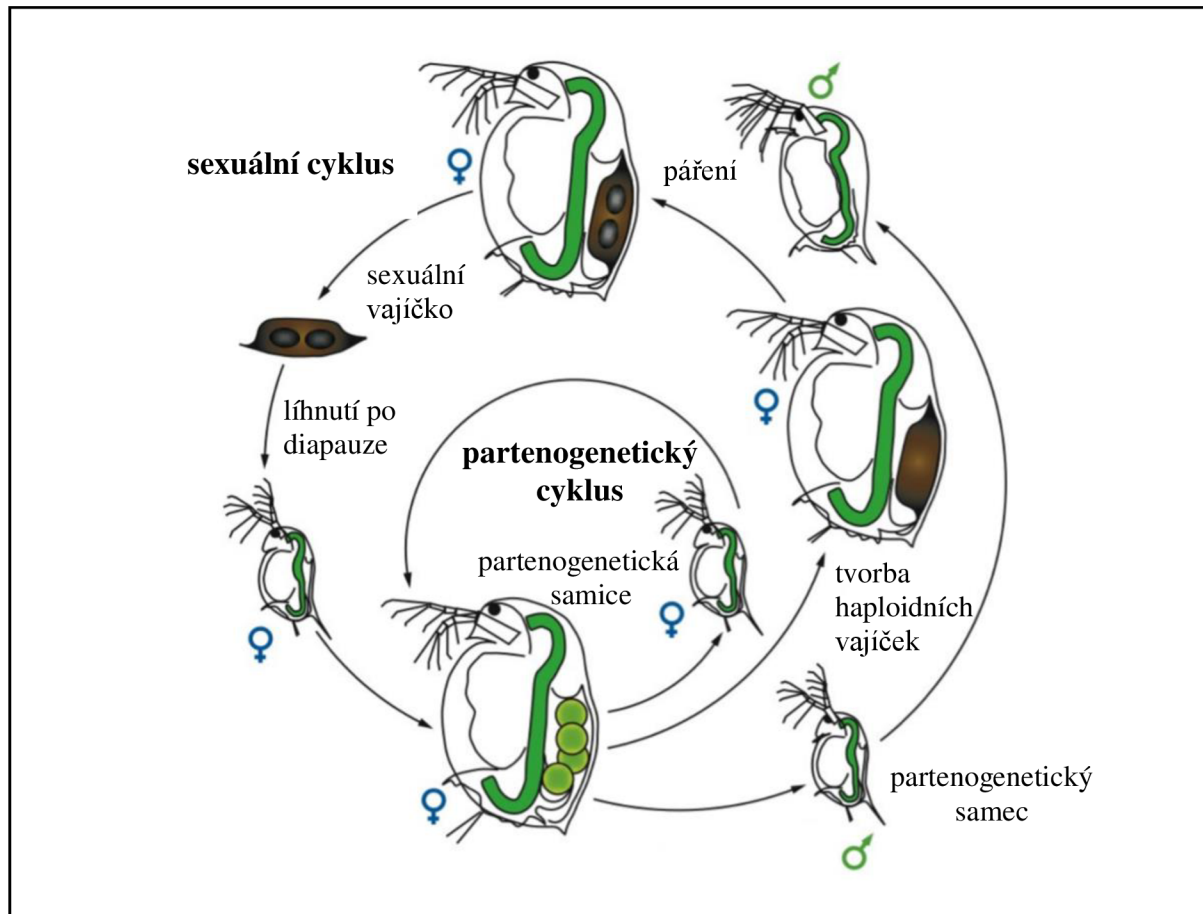 sexuální cyklus
páření
sexuální
vajíčko
líhnutí po
diapauze
partenogenetický
cyklus
partenogenetická
samice
tvorba
haploidních
vajíček
partenogenetický
samec